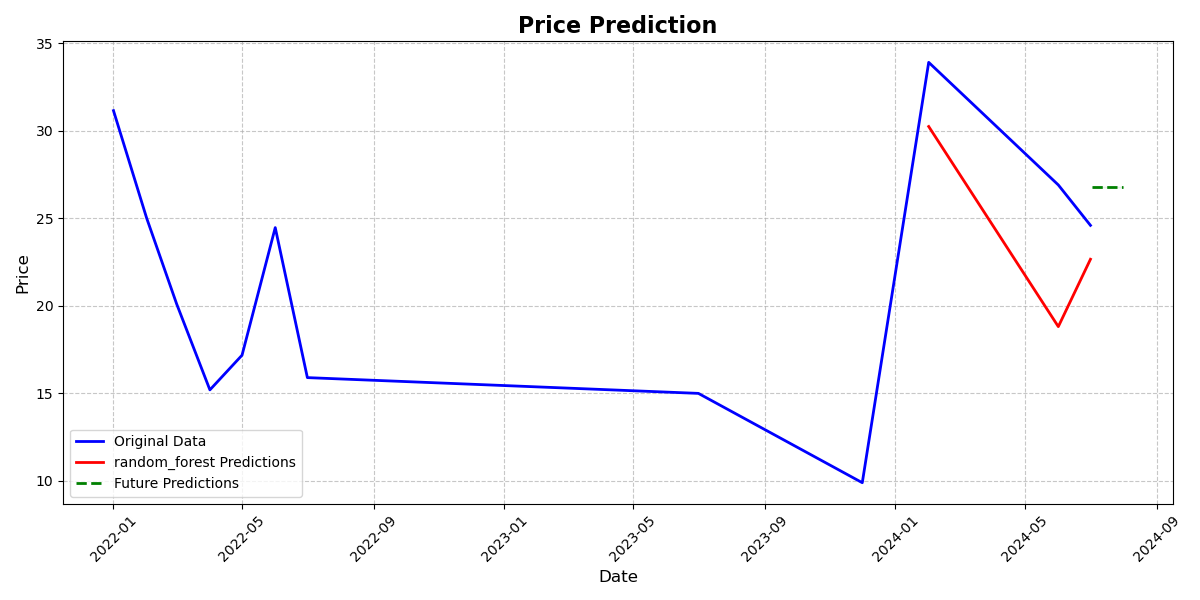 Price Prediction
35
30
25
20
15
10
Price
Original Data
random_forest Predictions
Future Predictions
2022-01
2022-05
2022-09
2023-01
2023-05
2023-09
2024-01
2024-05
2024-09
Date